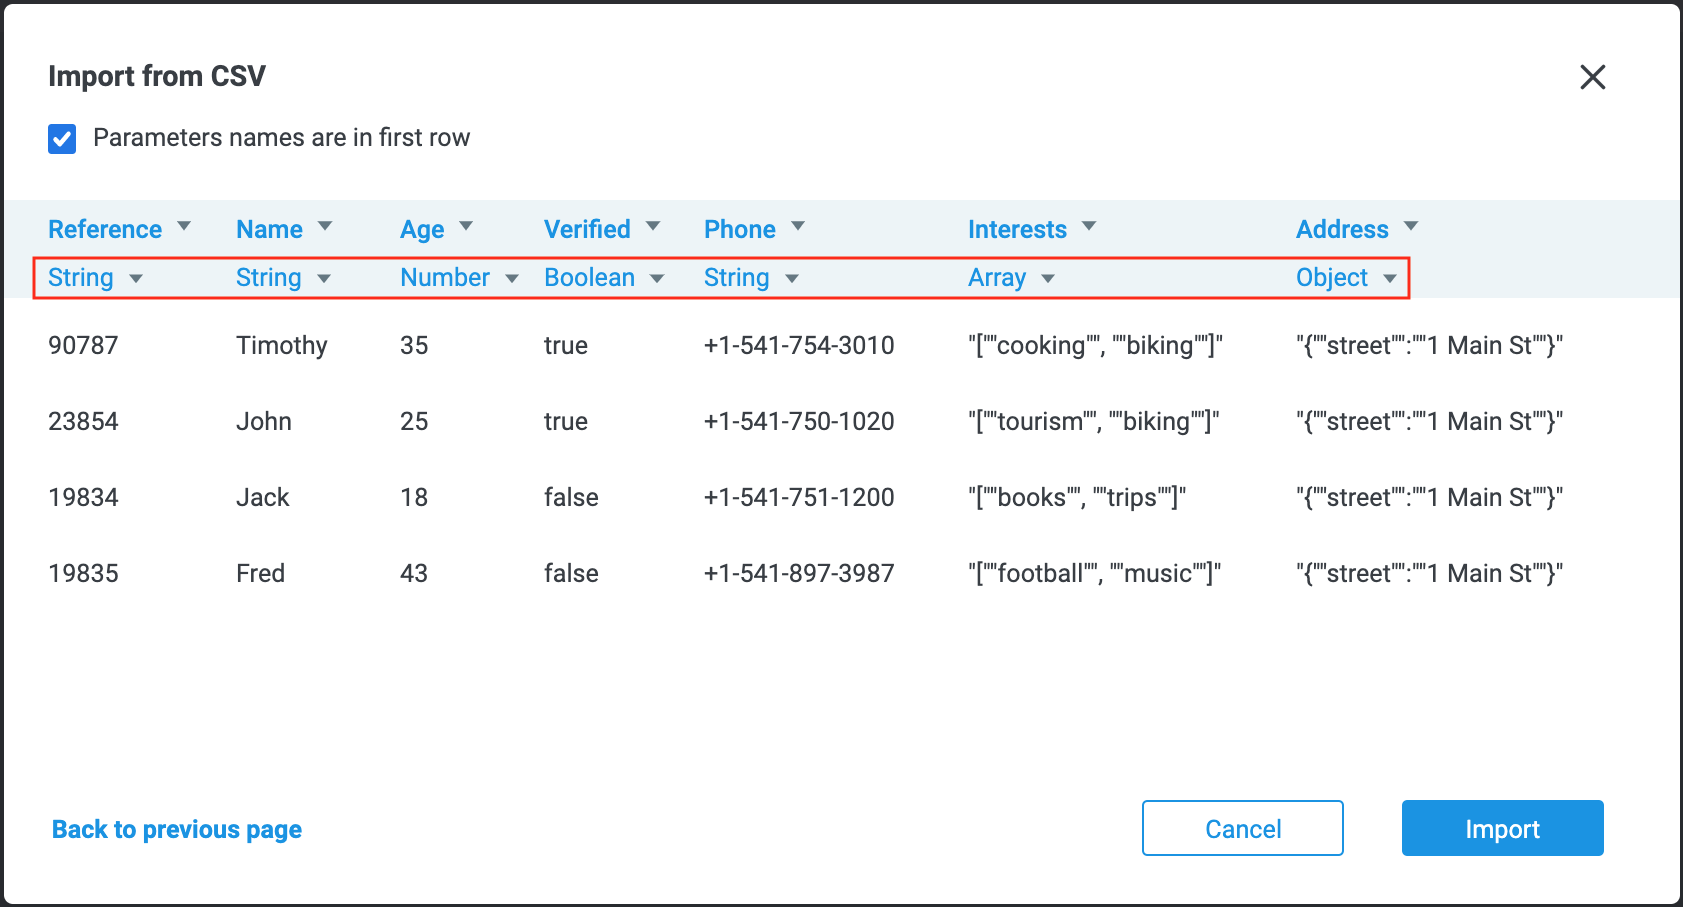 Import from CSV
Parameters names are in first row
Reference Name Age Verified Phone Interests Address
String String Number Boolean String Array Object
90787 Timothy 35 true +1-541-754-3010 "[""cooking"", ""biking""]" "{""street"":""1 Main St""}"
23854 John 25 true +1-541-750-1020 "[""tourism"", ""biking""]" "{""street"":""1 Main St""}"
19834 Jack 18 false +1-541-751-1200 "[""books"", ""trips""]" "{""street"":""1 Main St""}"
19835 Fred 43 false +1-541-897-3987 "[""football"", ""music""]" "{""street"":""1 Main St""}"
Back to previous page Cancel Import